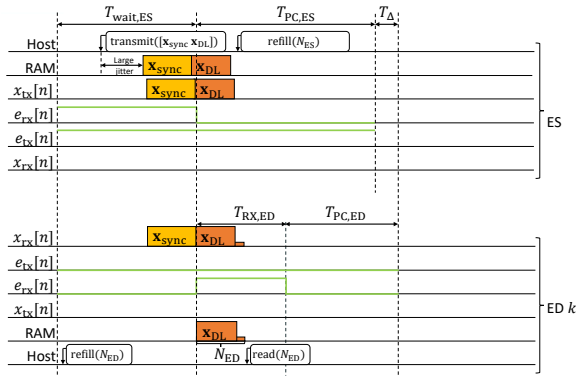 T_wait,ES T_PC,ES T_Δ
Host transmit([x_sync x_DL]) refill(N_ES)
RAM Large jitter x_sync x_DL
x_tx[n] x_sync x_DL
e_rx[n]
e_tx[n]
x_rx[n]
ES
T_RX,ED T_PC,ED
x_rx[n] x_sync x_DL
e_tx[n]
e_rx[n]
x_tx[n]
ED k
RAM x_DL
N_ED
Host refill(N_ED) read(N_ED)